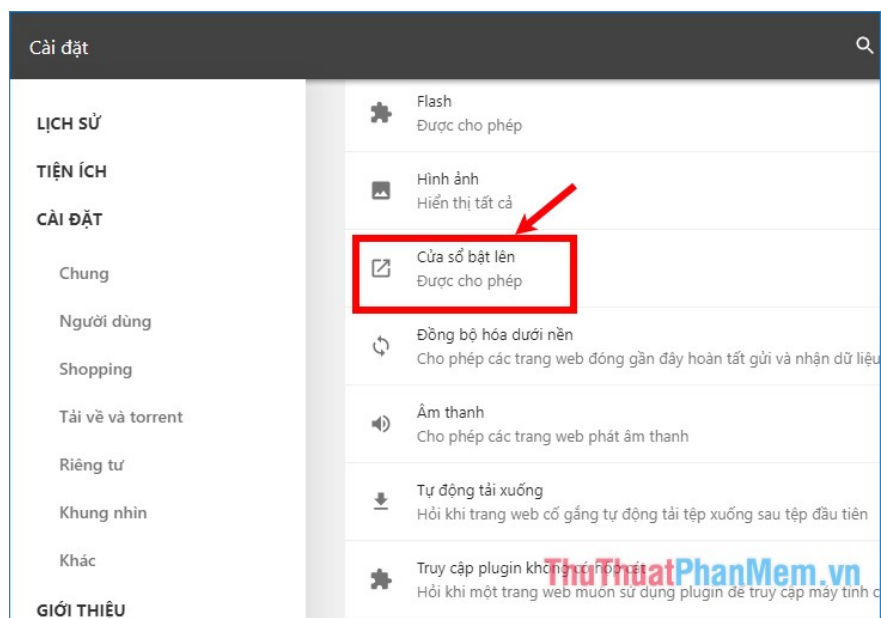 Cài đặt
LỊCH SỬ
TIỆN ÍCH
CÀI ĐẶT
Chung
Người dùng
Shopping
Tải về và torrent
Riêng tư
Khung nhìn
Khác
GIỚI THIỆU
Flash
Được cho phép
Hình ảnh
Hiển thị tất cả
Cửa sổ bật lên
Được cho phép
Đồng bộ hóa dưới nền
Cho phép các trang web đóng gần đây hoàn tất gửi và nhận dữ liệu
Âm thanh
Cho phép các trang web phát âm thanh
Tự động tải xuống
Hỏi khi trang web cố gắng tự động tải tệp xuống sau tệp đầu tiên
Truy cập plugin không có hộp cát
Hỏi khi một trang web muốn sử dụng plugin để truy cập máy tính c
ThuThuatPhanMem.vn